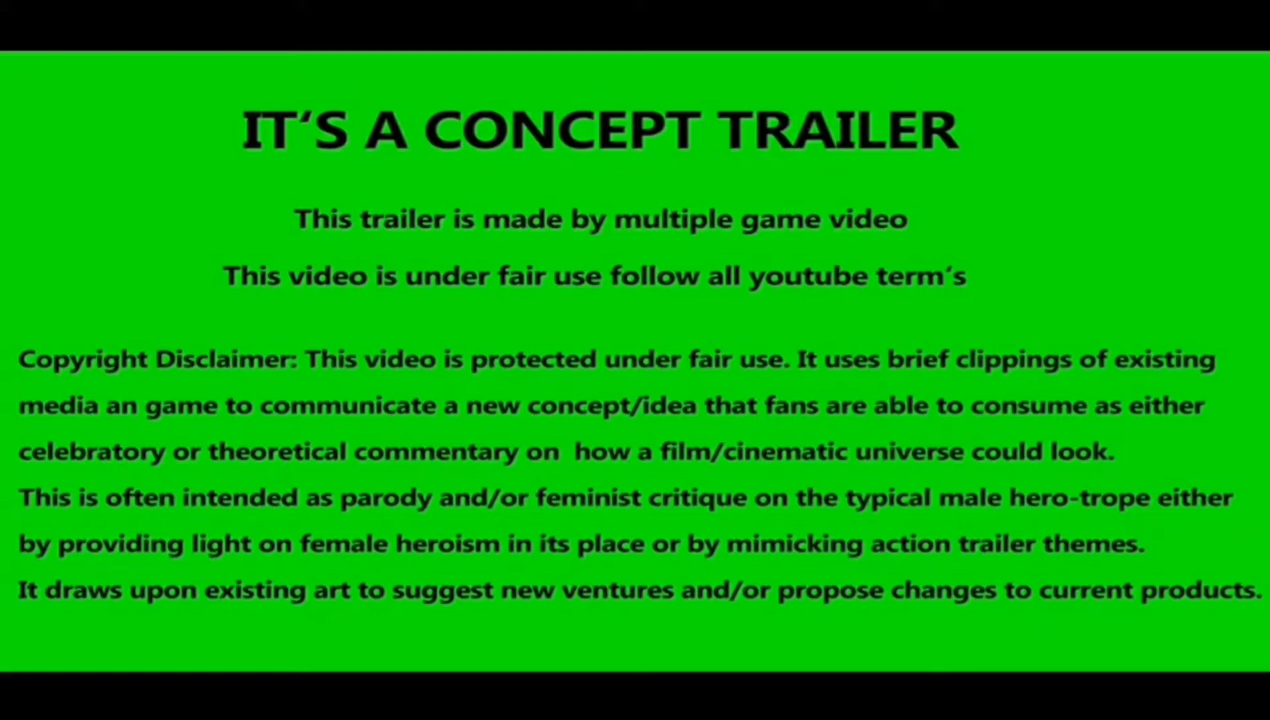 IT‘S A CONCEPT TRAILER
This trailer is made by multiple game video
This video is under fair use follow all youtube term‘s
Copyright Disclaimer: This video is protected under fair use. It uses brief clippings of existing
media an game to communicate a new concept/idea that fans are able to consume as either
celebratory or theoretical commentary on  how a film/cinematic universe could look.
This is often intended as parody and/or feminist critique on the typical male hero-trope either
by providing light on female heroism in its place or by mimicking action trailer themes.
It draws upon existing art to suggest new ventures and/or propose changes to current products.